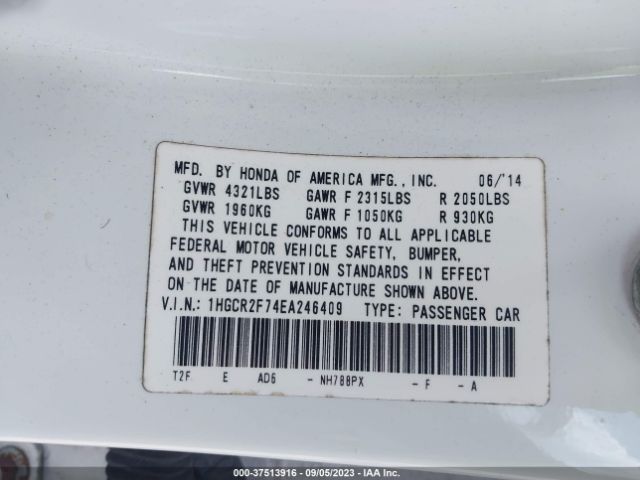 MFD. BY HONDA OF AMERICA MFG., INC. 06/'14
GVWR 4321LBS GAWR F 2315LBS R 2050LBS
GVWR 1960KG GAWR F 1050KG R 930KG
THIS VEHICLE CONFORMS TO ALL APPLICABLE
FEDERAL MOTOR VEHICLE SAFETY, BUMPER,
AND THEFT PREVENTION STANDARDS IN EFFECT
ON THE DATE OF MANUFACTURE SHOWN ABOVE.
V.I.N.: 1HGCR2F74EA246409 TYPE: PASSENGER CAR
T2F E AD6 - NH788PX - F - A
000-37513916 - 09/05/2023 - Copyright IAA, Inc.